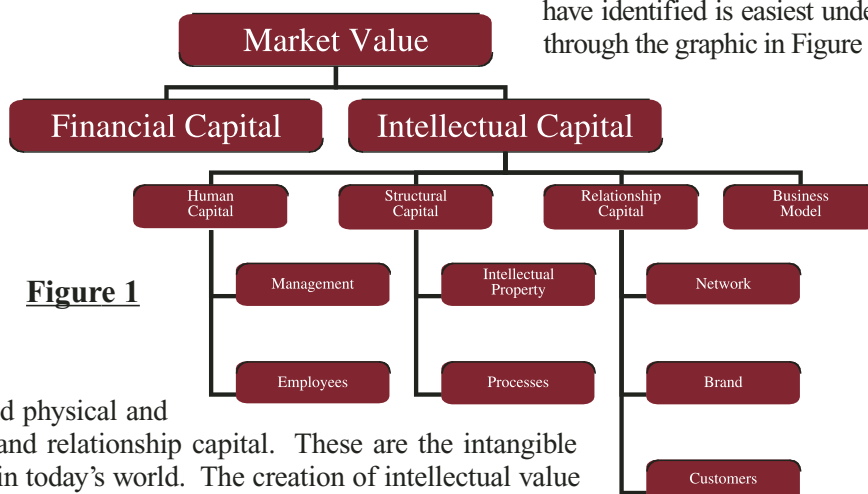 have identified is easiest
through the graphic in Figure
Market Value
Financial Capital
Intellectual Capital
Human
Capital
Structural
Capital
Relationship
Capital
Business
Model
Management
Intellectual
Property
Network
Figure 1
Employees
Processes
Brand
physical and
and relationship capital. These are the intangible
in today's world. The creation of intellectual value
Customers